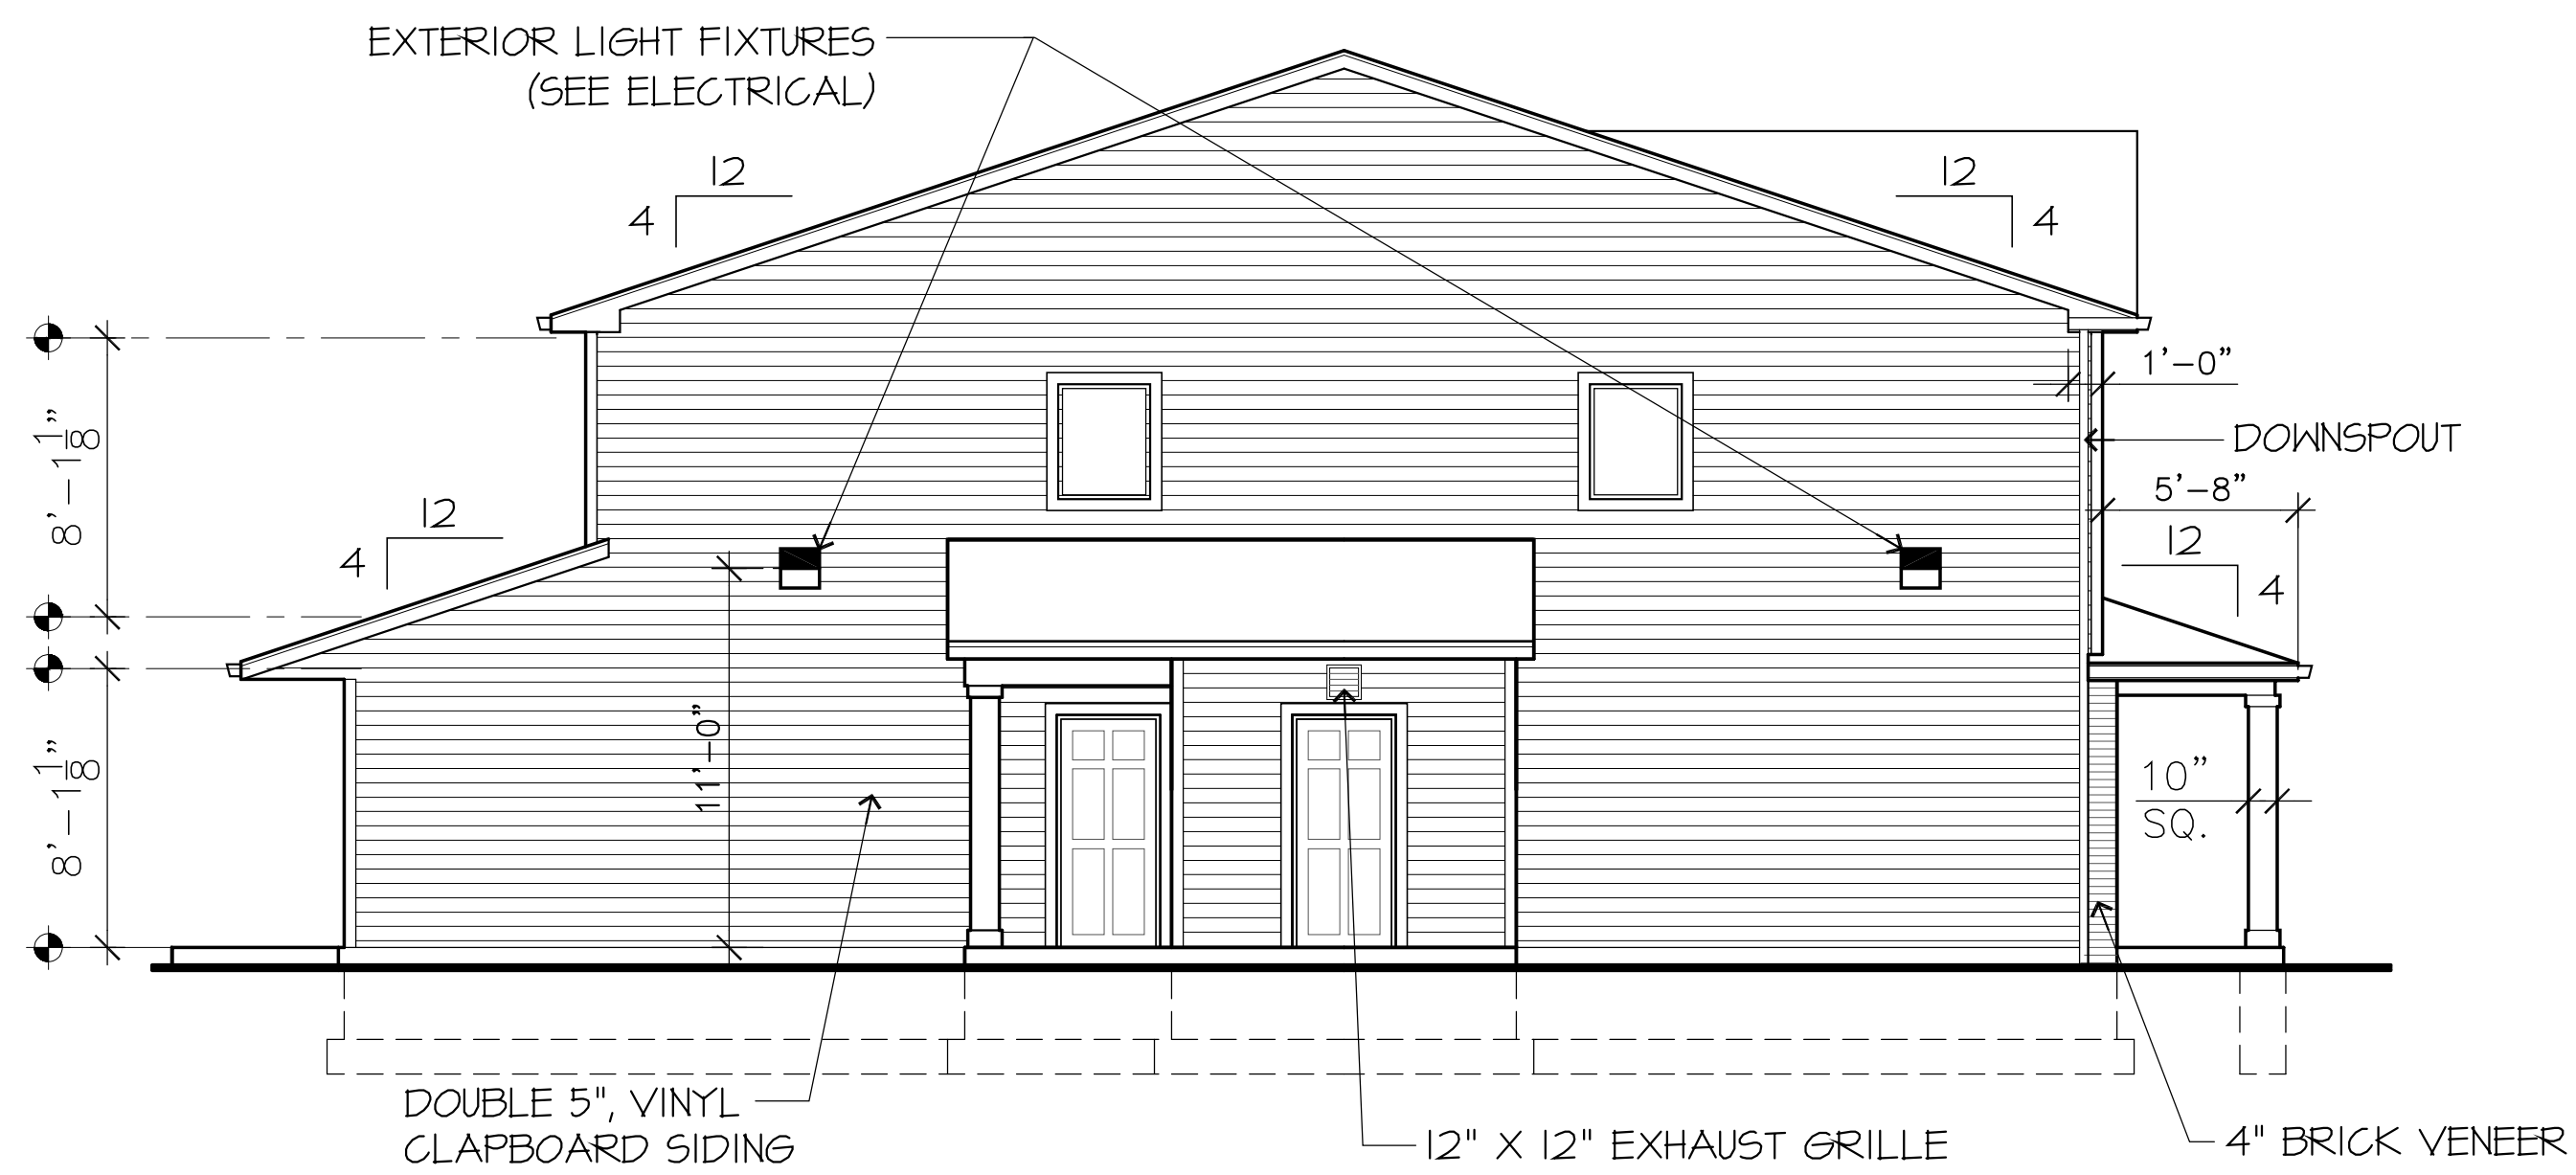 EXTERIOR LIGHT FIXTURES
(SEE ELECTRICAL)
12
4
12
4
1'-0"
DOWNSPOUT
5'-8"
12
4
12
4
8'-1 1/8"
8'-1 1/8"
11'-0"
10"
SQ.
DOUBLE 5", VINYL
CLAPBOARD SIDING
12" X 12" EXHAUST GRILLE
4" BRICK VENEER